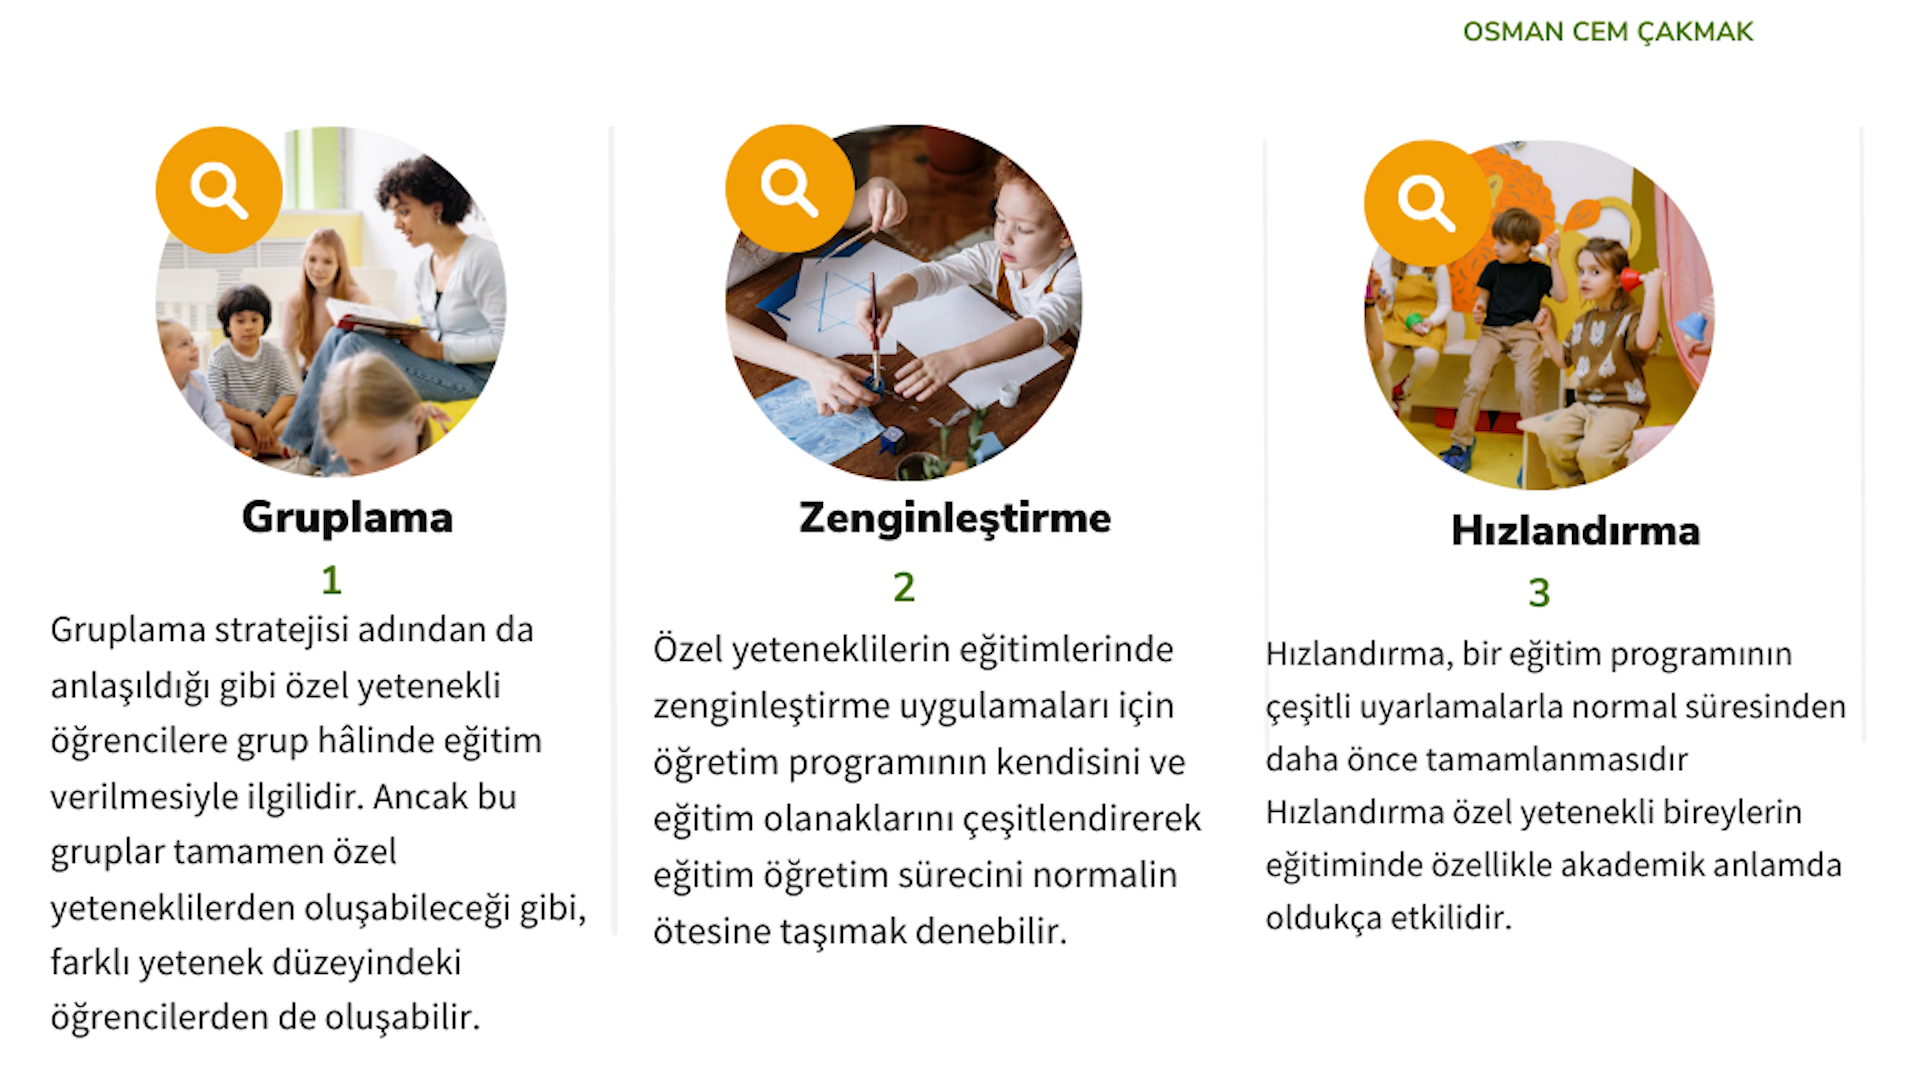 OSMAN CEM ÇAKMAK
Gruplama
1
Gruplama stratejisi adından da
anlaşıldığı gibi özel yetenekli
öğrencilere grup hâlinde eğitim
verilmesiyle ilgilidir. Ancak bu
gruplar tamamen özel
yeteneklilerden oluşabileceği gibi,
farklı yetenek düzeyindeki
öğrencilerden de oluşabilir.
Zenginleştirme
2
Özel yeteneklilerin eğitimlerinde
zenginleştirme uygulamaları için
öğretim programının kendisini ve
eğitim olanaklarını çeşitlendirerek
eğitim öğretim sürecini normalin
ötesine taşımak denebilir.
Hızlandırma
3
Hızlandırma, bir eğitim programının
çeşitli uyarlamalarla normal süresinden
daha önce tamamlanmasıdır
Hızlandırma özel yetenekli bireylerin
eğitiminde özellikle akademik anlamda
oldukça etkilidir.